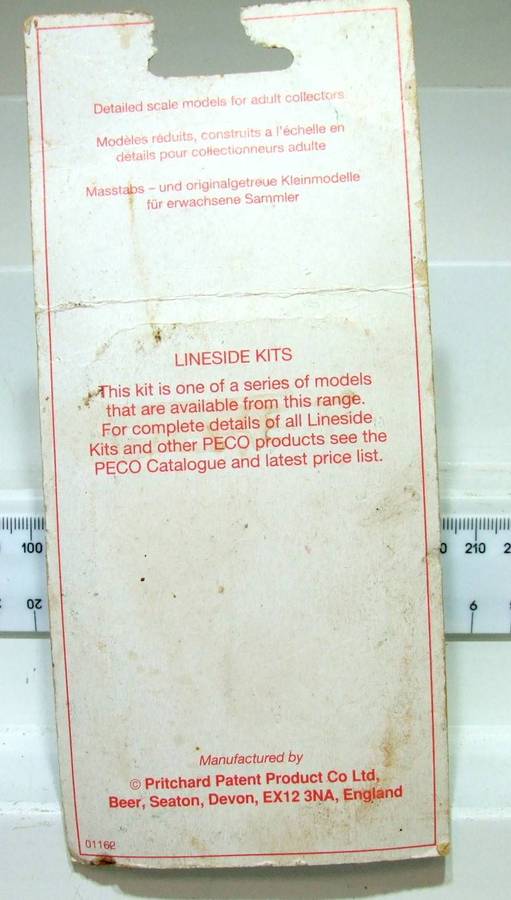 Detailed scale models for adult collectors
Modèles réduits, construits a l'échelle en
détails pour collectionneurs adulte
Masstabs – und originalgetreue Kleinmodelle
für erwachsene Sammler
LINESIDE KITS
This kit is one of a series of models
that are available from this range.
For complete details of all Lineside
Kits and other PECO products see the
PECO Catalogue and latest price list.
100
210
20
6
Manufactured by
© Pritchard Patent Product Co Ltd,
Beer, Seaton, Devon, EX12 3NA, England